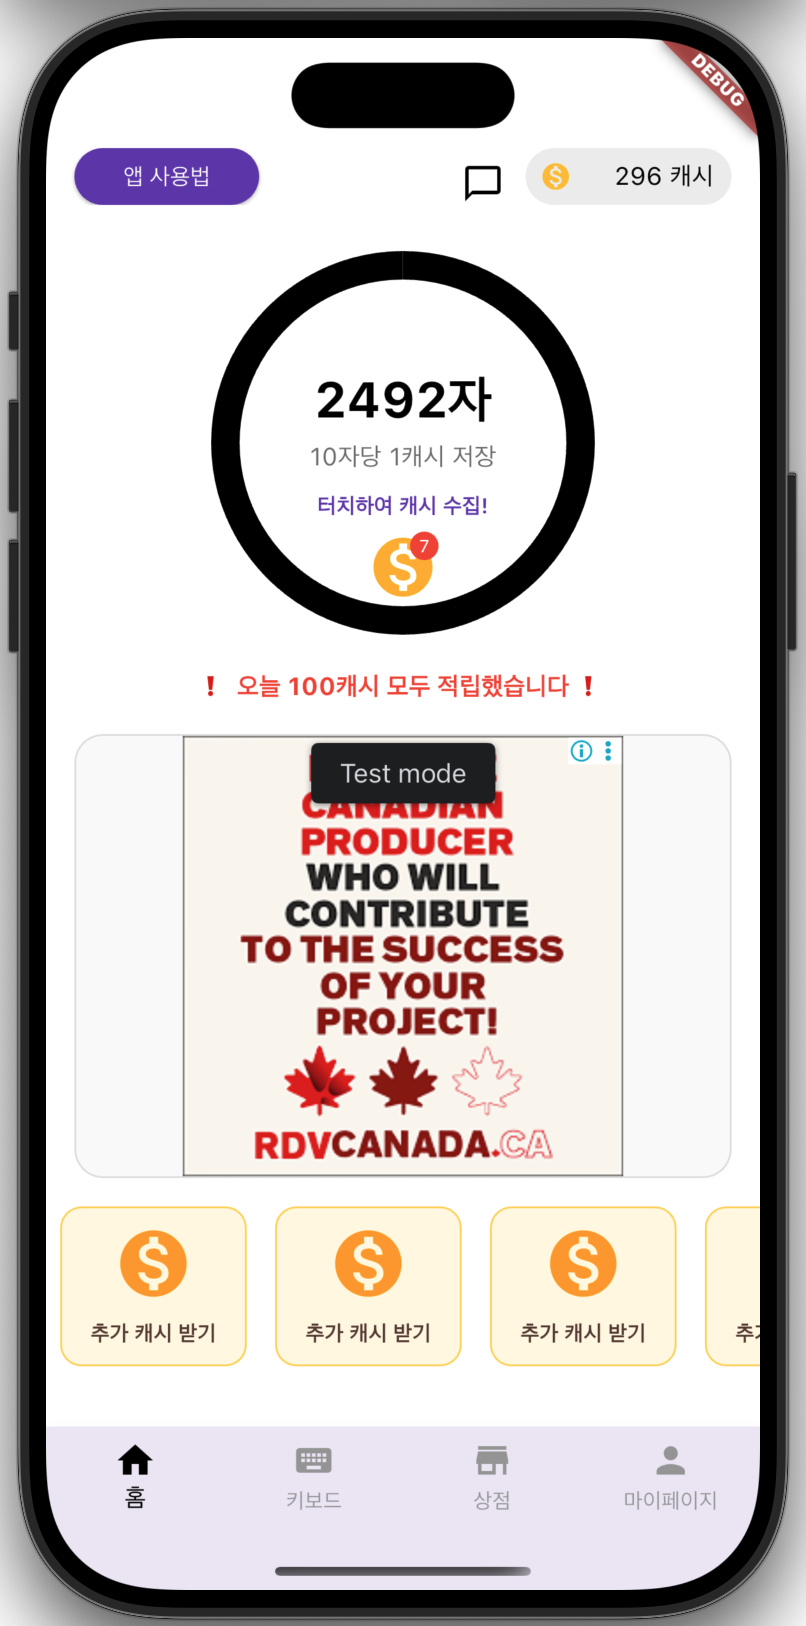 DEBUG
앱 사용법
296 캐시
2492자
10자당 1캐시 저장
터치하여 캐시 수집!
7
❗ 오늘 100캐시 모두 적립했습니다 ❗
Test mode
CANADIAN
PRODUCER
WHO WILL
CONTRIBUTE
TO THE SUCCESS
OF YOUR
PROJECT!
RDVCANADA.CA
추가 캐시 받기
추가 캐시 받기
추가 캐시 받기
홈
키보드
상점
마이페이지